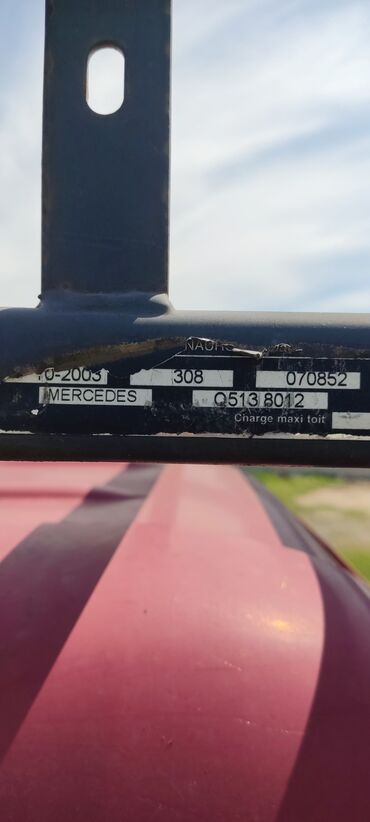 10-2003 308 070852
MERCEDES Q513 8012
Charge maxi toit